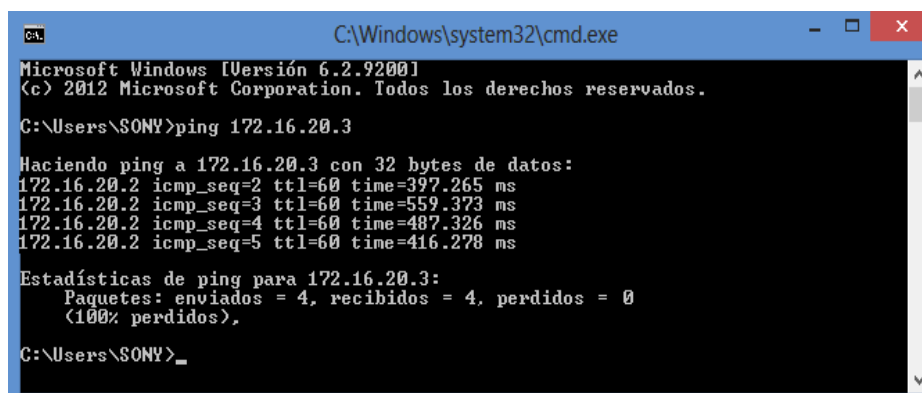 C:\Windows\system32\cmd.exe
Microsoft Windows [Versión 6.2.9200]
(c) 2012 Microsoft Corporation. Todos los derechos reservados.
C:\Users\SONY>ping 172.16.20.3
Haciendo ping a 172.16.20.3 con 32 bytes de datos:
172.16.20.2 icmp_seq=2 ttl=60 time=397.265 ms
172.16.20.2 icmp_seq=3 ttl=60 time=559.373 ms
172.16.20.2 icmp_seq=4 ttl=60 time=487.326 ms
172.16.20.2 icmp_seq=5 ttl=60 time=416.278 ms
Estadísticas de ping para 172.16.20.3:
Paquetes: enviados = 4, recibidos = 4, perdidos = 0
(100% perdidos),
C:\Users\SONY>_